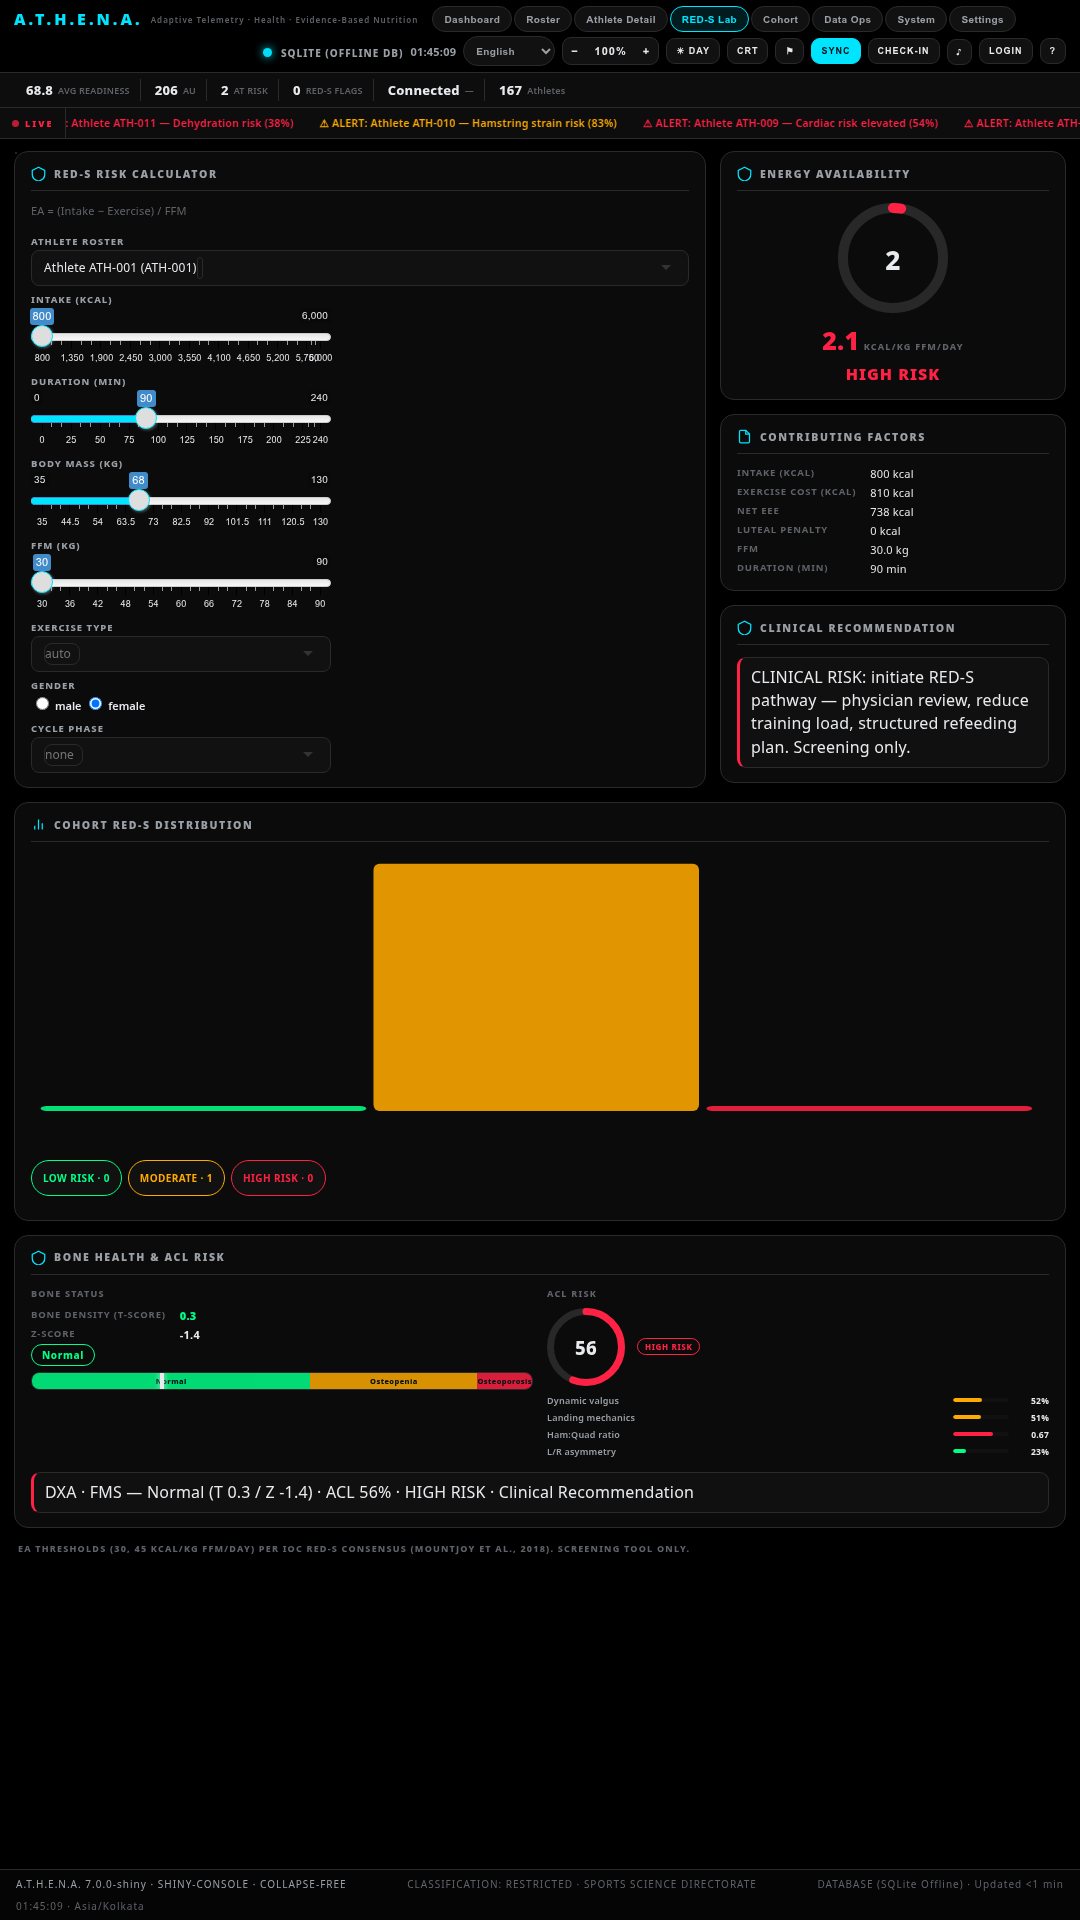 A.T.H.E.N.A. Adaptive Telemetry · Health · Evidence-Based Nutrition
Dashboard Roster Athlete Detail RED-S Lab Cohort Data Ops System Settings
SQLITE (OFFLINE DB) 01:45:09 English − 100% + ☀ DAY CRT ⚑ SYNC CHECK-IN ♪ LOGIN ?
68.8 AVG READINESS 206 AU 2 AT RISK 0 RED-S FLAGS Connected — 167 Athletes
LIVE : Athlete ATH-011 — Dehydration risk (38%) ⚠ ALERT: Athlete ATH-010 — Hamstring strain risk (83%) ⚠ ALERT: Athlete ATH-009 — Cardiac risk elevated (54%) ⚠ ALERT: Athlete ATH-
RED-S RISK CALCULATOR
EA = (Intake − Exercise) / FFM
ATHLETE ROSTER
Athlete ATH-001 (ATH-001)
INTAKE (KCAL)
800 6,000
800 1,350 1,900 2,450 3,000 3,550 4,100 4,650 5,200 5,750 6,000
DURATION (MIN)
0 90 240
0 25 50 75 100 125 150 175 200 225 240
BODY MASS (KG)
35 68 130
35 44.5 54 63.5 73 82.5 92 101.5 111 120.5 130
FFM (KG)
30 90
30 36 42 48 54 60 66 72 78 84 90
EXERCISE TYPE
auto
GENDER
male female
CYCLE PHASE
none
ENERGY AVAILABILITY
2
2.1 KCAL/KG FFM/DAY
HIGH RISK
CONTRIBUTING FACTORS
INTAKE (KCAL) 800 kcal
EXERCISE COST (KCAL) 810 kcal
NET EEE 738 kcal
LUTEAL PENALTY 0 kcal
FFM 30.0 kg
DURATION (MIN) 90 min
CLINICAL RECOMMENDATION
CLINICAL RISK: initiate RED-S
pathway — physician review, reduce
training load, structured refeeding
plan. Screening only.
COHORT RED-S DISTRIBUTION
LOW RISK · 0 MODERATE · 1 HIGH RISK · 0
BONE HEALTH & ACL RISK
BONE STATUS
BONE DENSITY (T-SCORE) 0.3
Z-SCORE -1.4
Normal
Normal Osteopenia Osteoporosis
ACL RISK
56 HIGH RISK
Dynamic valgus 52%
Landing mechanics 51%
Ham:Quad ratio 0.67
L/R asymmetry 23%
DXA · FMS — Normal (T 0.3 / Z -1.4) · ACL 56% · HIGH RISK · Clinical Recommendation
EA THRESHOLDS (30, 45 KCAL/KG FFM/DAY) PER IOC RED-S CONSENSUS (MOUNTJOY ET AL., 2018). SCREENING TOOL ONLY.
A.T.H.E.N.A. 7.0.0-shiny · SHINY-CONSOLE · COLLAPSE-FREE CLASSIFICATION: RESTRICTED · SPORTS SCIENCE DIRECTORATE DATABASE (SQLite Offline) · Updated <1 min
01:45:09 · Asia/Kolkata